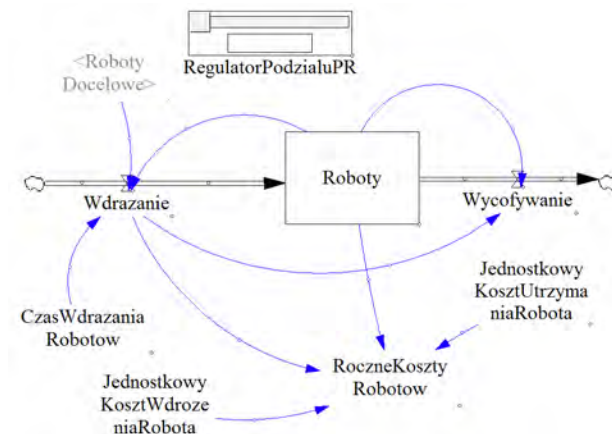 <Roboty
Docelowe>
RegulatorPodzialuPR
Roboty
Wdrazanie
Wycofywanie
CzasWdrazania
Robotow
Jednostkowy
KosztUtrzyma
niaRobota
RoczneKoszty
Robotow
Jednostkowy
KosztWdroze
niaRobota